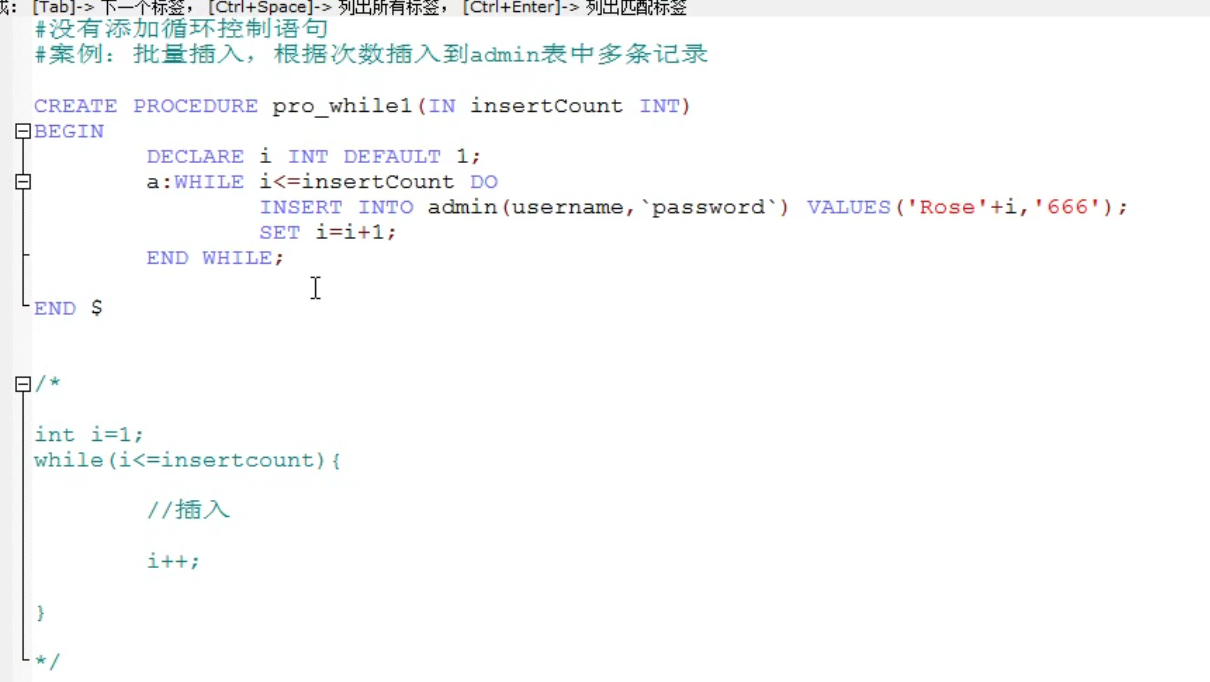 ：[Tab]-> 下一个标签，[Ctrl+Space]-> 列出所有标签，[Ctrl+Enter]-> 列出匹配标签
#没有添加循环控制语句
#案例：批量插入，根据次数插入到admin表中多条记录
CREATE PROCEDURE pro_while1(IN insertCount INT)
BEGIN
DECLARE i INT DEFAULT 1;
a:WHILE i<=insertCount DO
INSERT INTO admin(username,`password`) VALUES('Rose'+i,'666');
SET i=i+1;
END WHILE;
END $
/*
int i=1;
while(i<=insertcount){
//插入
i++;
}
*/